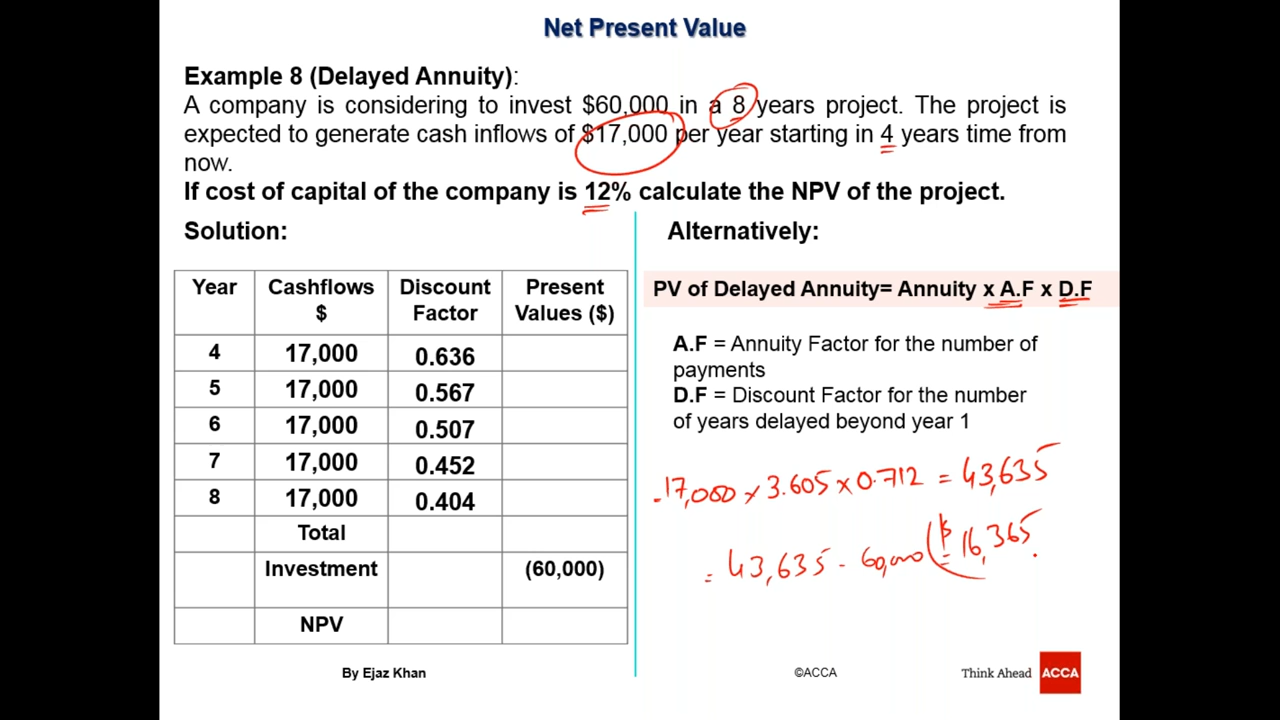 Net Present Value
Example 8 (Delayed Annuity):
A company is considering to invest $60,000 in a 8 years project. The project is
expected to generate cash inflows of $17,000 per year starting in 4 years time from
now.
If cost of capital of the company is 12% calculate the NPV of the project.
Solution:
Year Cashflows $ Discount Factor Present Values ($)
4 17,000 0.636
5 17,000 0.567
6 17,000 0.507
7 17,000 0.452
8 17,000 0.404
Total
Investment (60,000)
NPV
Alternatively:
PV of Delayed Annuity= Annuity x A.F x D.F
A.F = Annuity Factor for the number of
payments
D.F = Discount Factor for the number
of years delayed beyond year 1
17,000 x 3.605 x 0.712 = 43,635
= 43,635 - 60,000 ($ = 16,365
By Ejaz Khan
©ACCA
Think Ahead ACCA